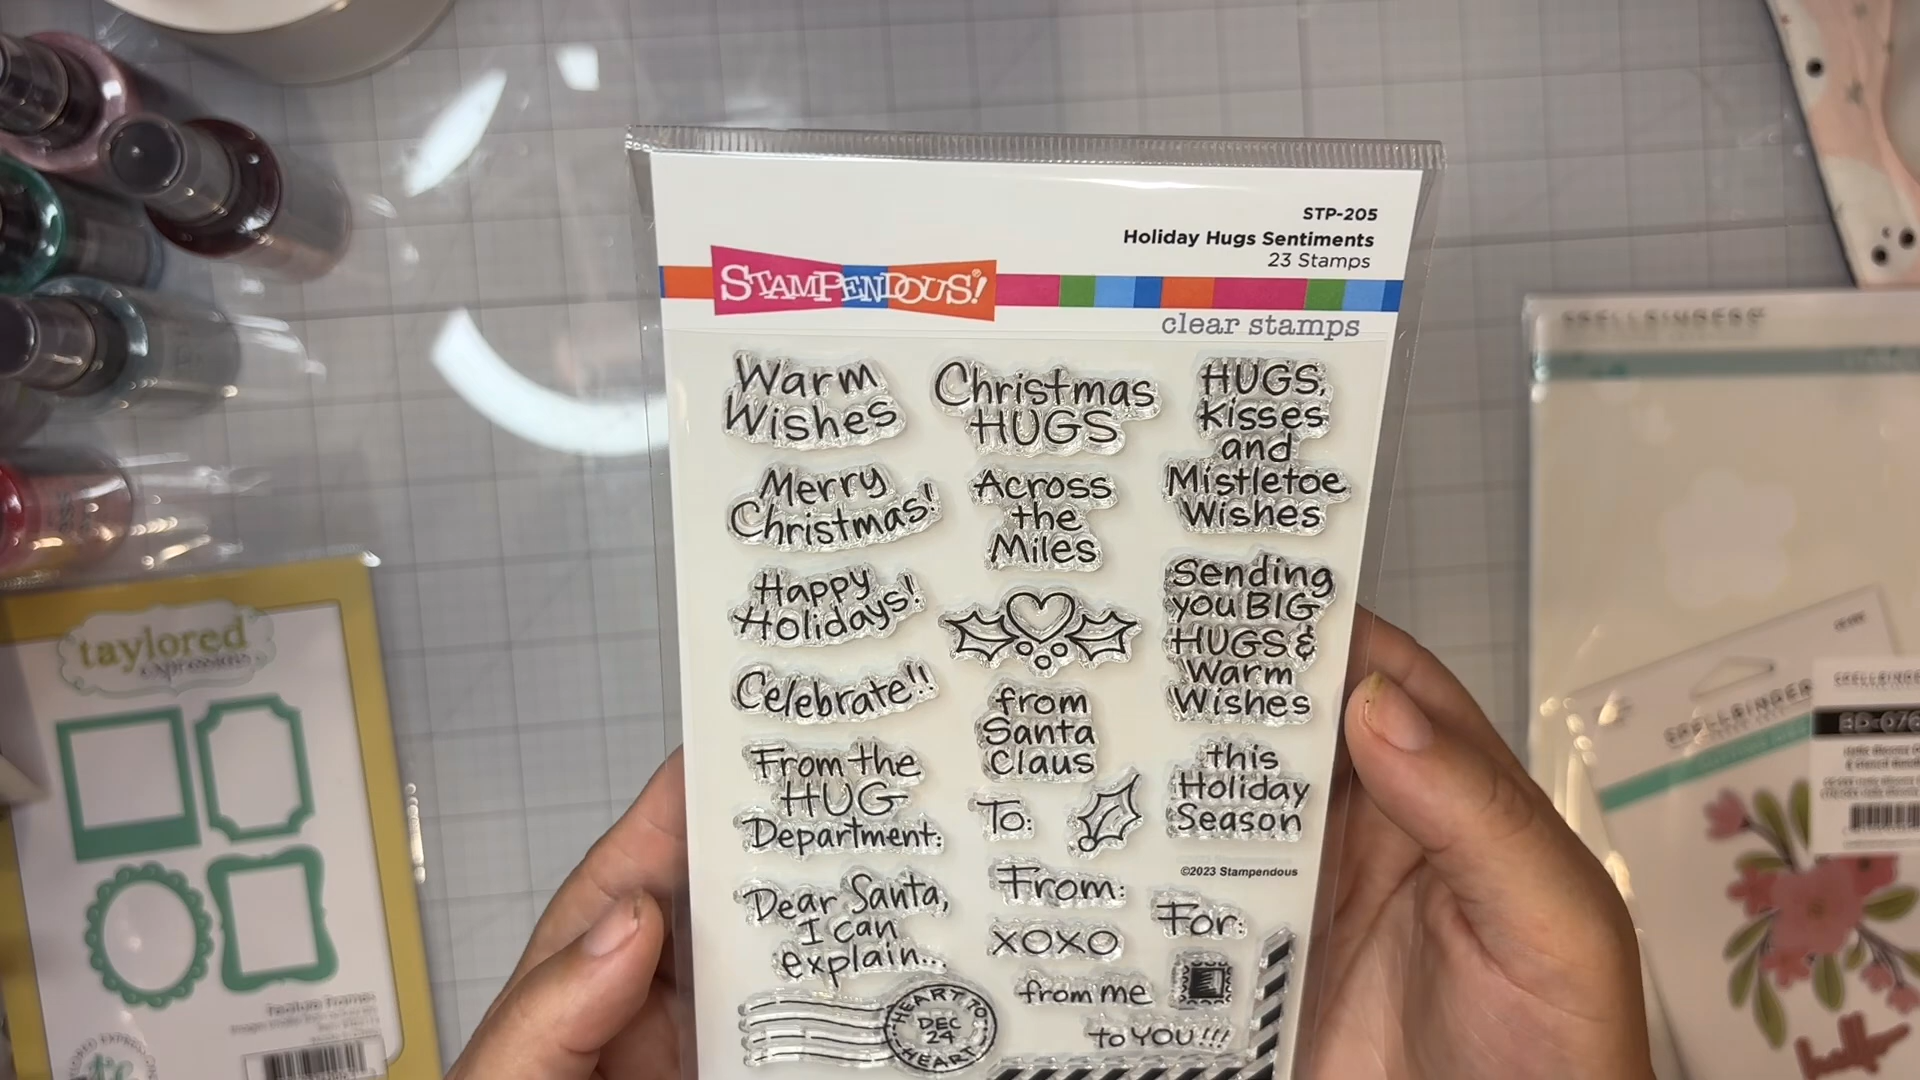 STP-205
Holiday Hugs Sentiments
23 Stamps
STAMPENDOUS!®
clear stamps
Warm
Wishes
Christmas
HUGS
HUGS,
kisses
and
Mistletoe
Wishes
Merry
Christmas!
Across
the
Miles
Happy
Holidays!
Sending
you BIG
HUGS &
Warm
Wishes
Celebrate!!
from
Santa
Claus
From the
HUG
Department:
To:
this
Holiday
Season
©2023 Stampendous
Dear Santa,
I can
explain...
From:
For:
XOXO
from me
to YOU!!!
HEART TO
DEC
24
HEART
taylored
expressions
SPELLBINDERS
SPELLBINDERS
SPELLBINDERS